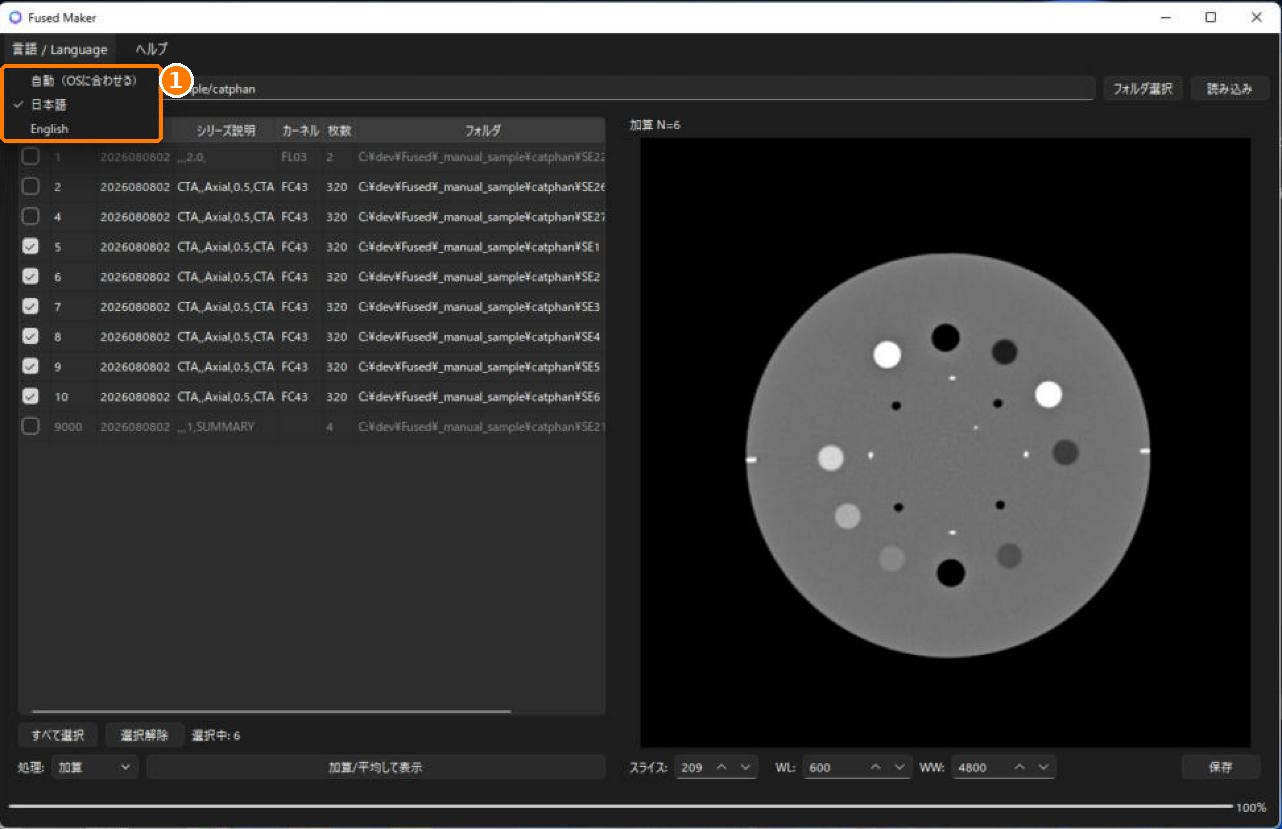 Fused Maker
言語 / Language ヘルプ
自動（OSに合わせる）
✓ 日本語
English
1
ple/catphan フォルダ選択 読み込み
シリーズ説明 カーネル 枚数 フォルダ
加算 N=6
1 2026080802 ,,,2.0, FL03 2 C:¥dev¥Fused¥_manual_sample¥catphan¥SE22
2 2026080802 CTA,,Axial,0.5,CTA FC43 320 C:¥dev¥Fused¥_manual_sample¥catphan¥SE26
4 2026080802 CTA,,Axial,0.5,CTA FC43 320 C:¥dev¥Fused¥_manual_sample¥catphan¥SE27
5 2026080802 CTA,,Axial,0.5,CTA FC43 320 C:¥dev¥Fused¥_manual_sample¥catphan¥SE1
6 2026080802 CTA,,Axial,0.5,CTA FC43 320 C:¥dev¥Fused¥_manual_sample¥catphan¥SE2
7 2026080802 CTA,,Axial,0.5,CTA FC43 320 C:¥dev¥Fused¥_manual_sample¥catphan¥SE3
8 2026080802 CTA,,Axial,0.5,CTA FC43 320 C:¥dev¥Fused¥_manual_sample¥catphan¥SE4
9 2026080802 CTA,,Axial,0.5,CTA FC43 320 C:¥dev¥Fused¥_manual_sample¥catphan¥SE5
10 2026080802 CTA,,Axial,0.5,CTA FC43 320 C:¥dev¥Fused¥_manual_sample¥catphan¥SE6
9000 2026080802 ,,,1,SUMMARY 4 C:¥dev¥Fused¥_manual_sample¥catphan¥SE21
すべて選択 選択解除 選択中: 6
処理: 加算 加算/平均して表示
スライス: 209 WL: 600 WW: 4800 保存
100%